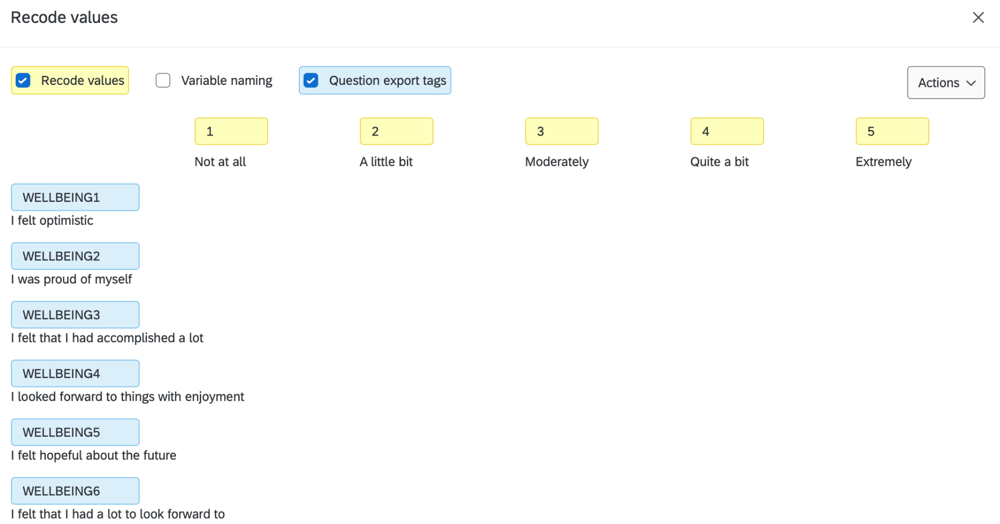 Recode values
Recode values Variable naming Question export tags Actions
1 2 3 4 5
Not at all A little bit Moderately Quite a bit Extremely
WELLBEING1
I felt optimistic
WELLBEING2
I was proud of myself
WELLBEING3
I felt that I had accomplished a lot
WELLBEING4
I looked forward to things with enjoyment
WELLBEING5
I felt hopeful about the future
WELLBEING6
I felt that I had a lot to look forward to